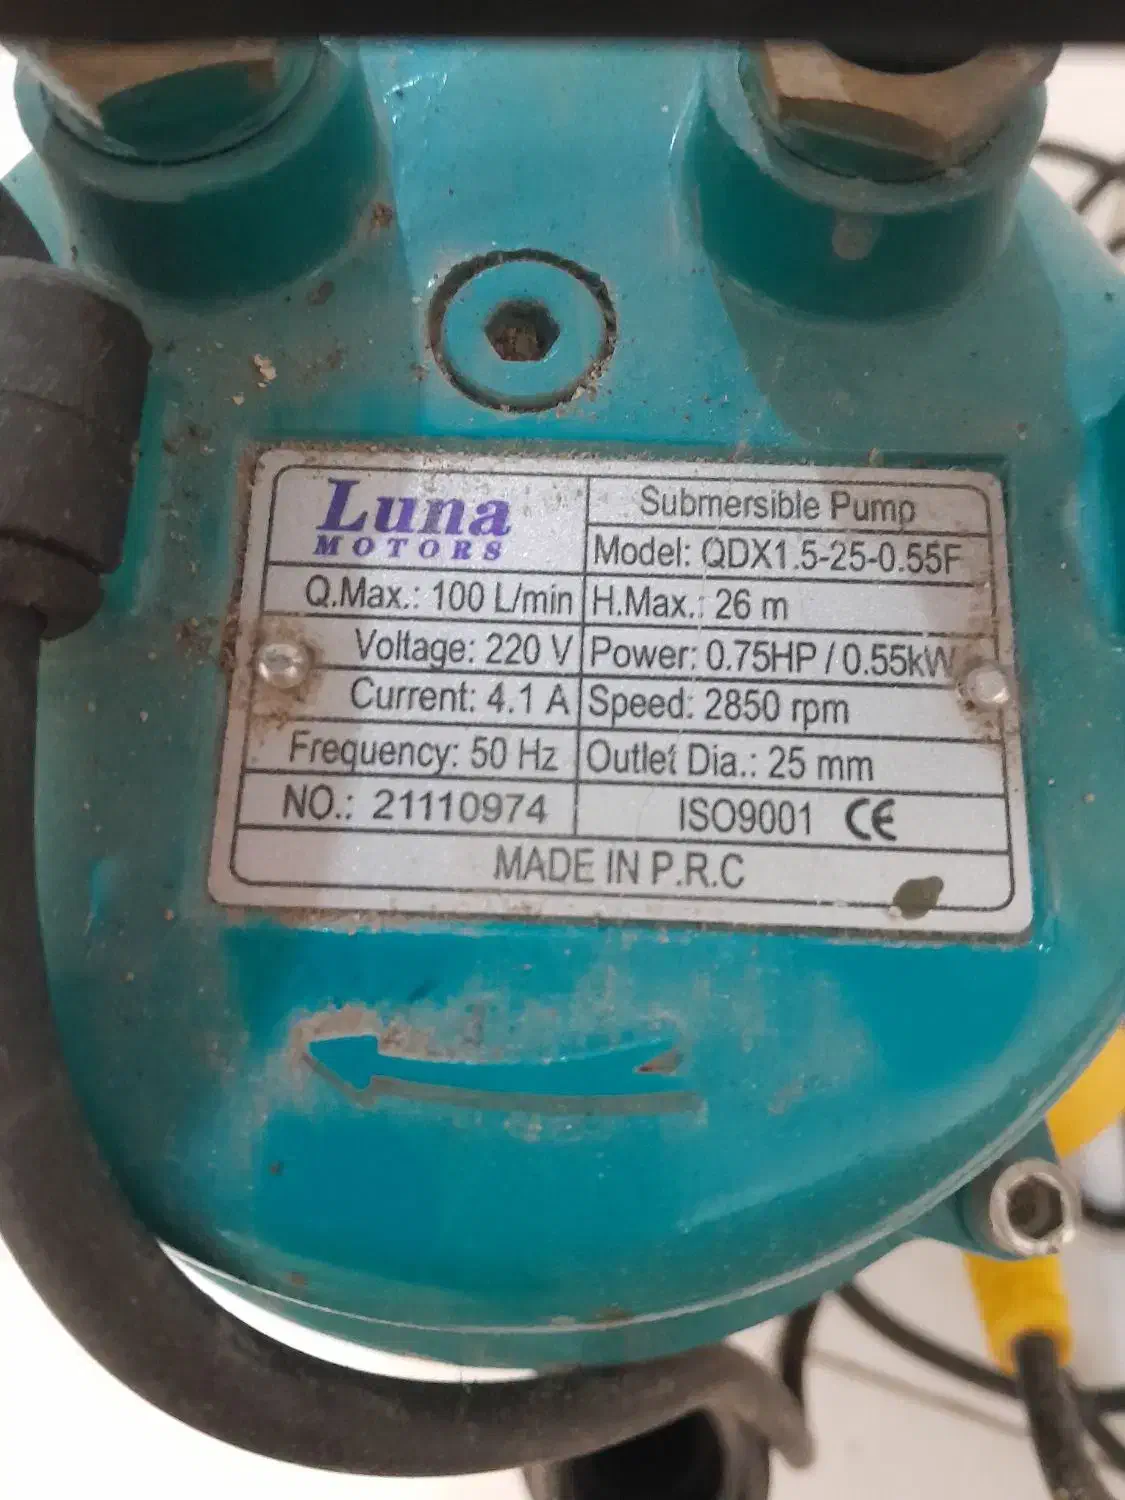 Luna
MOTORS
Submersible Pump
Model: QDX1.5-25-0.55F
Q.Max.: 100 L/min H.Max.: 26 m
Voltage: 220 V Power: 0.75HP / 0.55kW
Current: 4.1 A Speed: 2850 rpm
Frequency: 50 Hz Outlet Dia.: 25 mm
NO.: 21110974 ISO9001 CE
MADE IN P.R.C